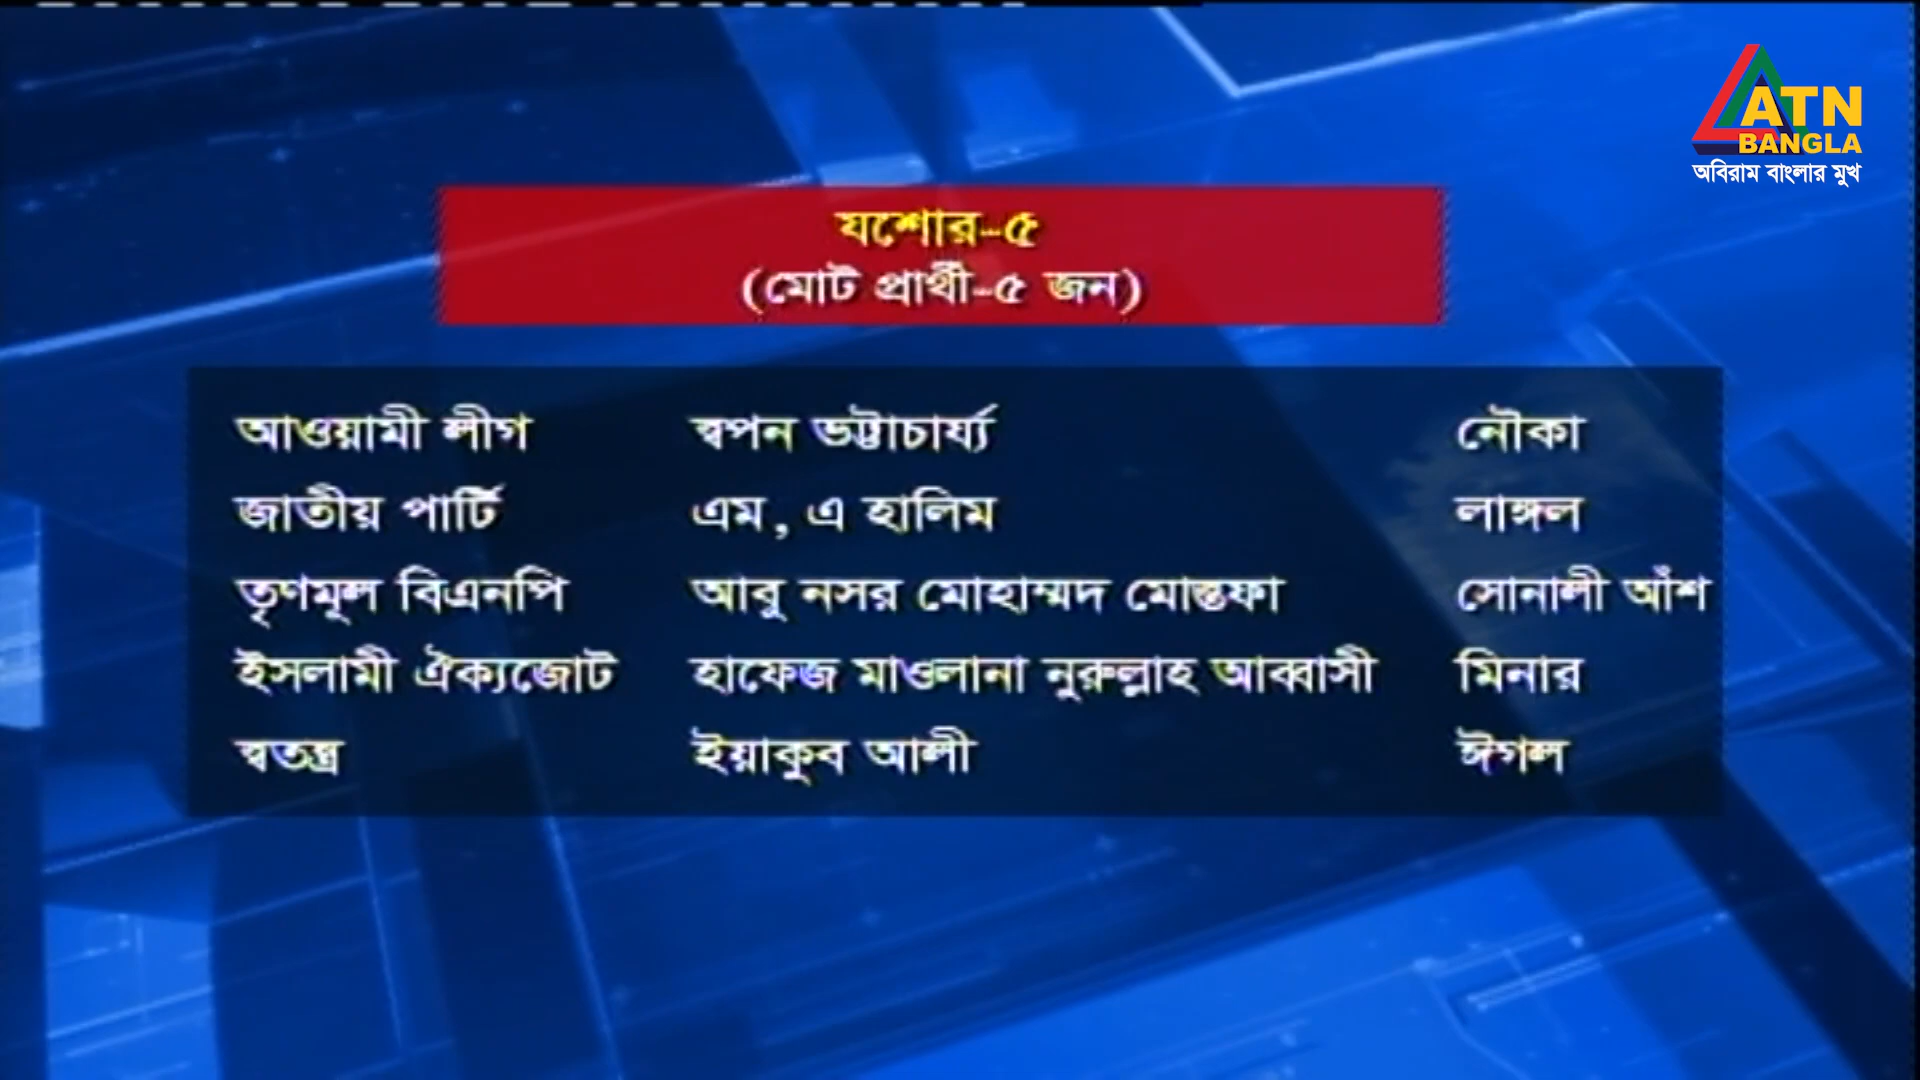 ATN
BANGLA
অবিরাম বাংলার মুখ
যশোর-৫
(মোট প্রার্থী-৫ জন)
আওয়ামী লীগ স্বপন ভট্টাচার্য্য নৌকা
জাতীয় পার্টি এম, এ হালিম লাঙ্গল
তৃণমূল বিএনপি আবু নসর মোহাম্মদ মোস্তফা সোনালী আঁশ
ইসলামী ঐক্যজোট হাফেজ মাওলানা নুরুল্লাহ আব্বাসী মিনার
স্বতন্ত্র ইয়াকুব আলী ঈগল